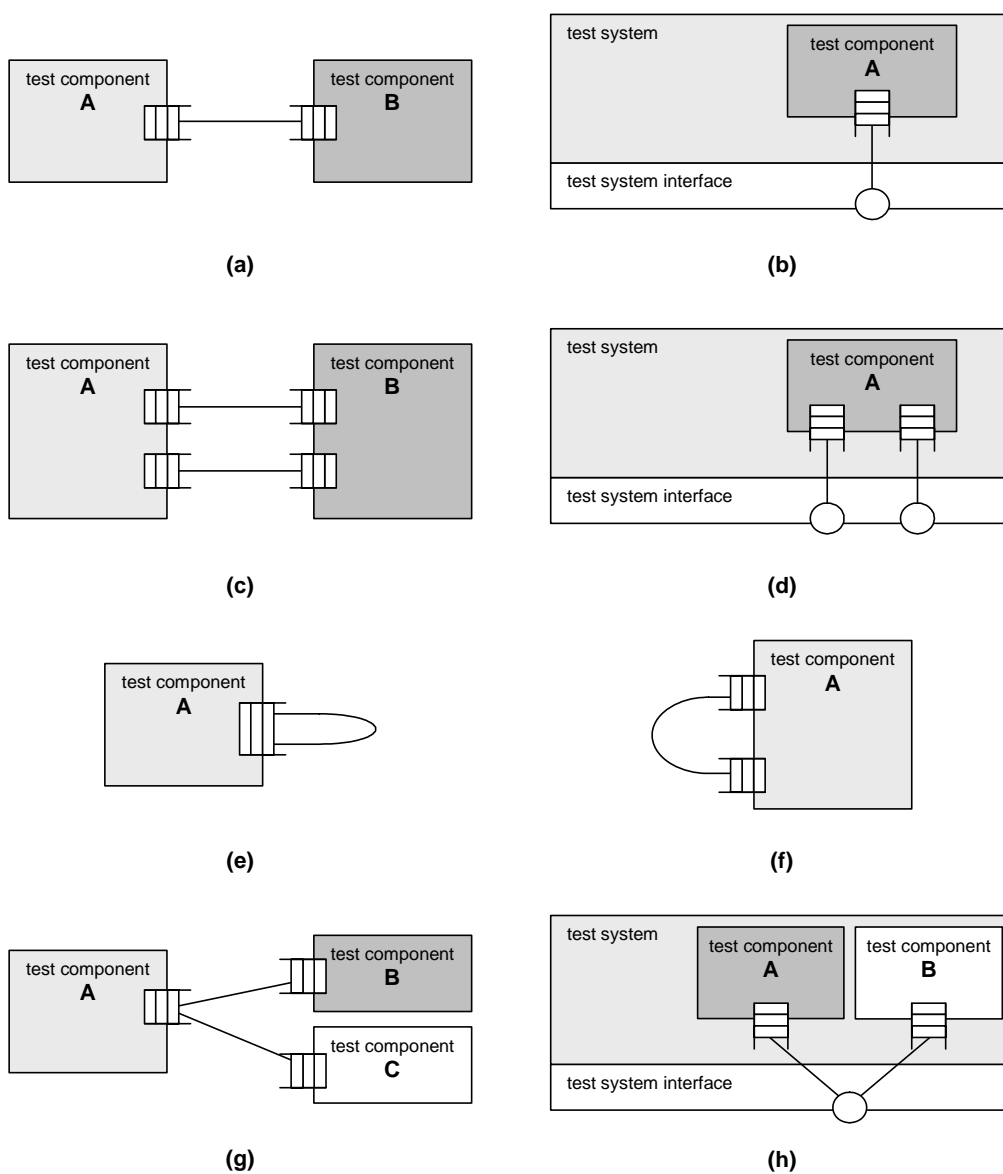 test component
A
test component
B
(a)
test system
test component
A
test system interface
(b)
test component
A
test component
B
(c)
test system
test component
A
test system interface
(d)
test component
A
(e)
test component
A
(f)
test component
A
test component
B
test component
C
(g)
test system
test component
A
test component
B
test system interface
(h)